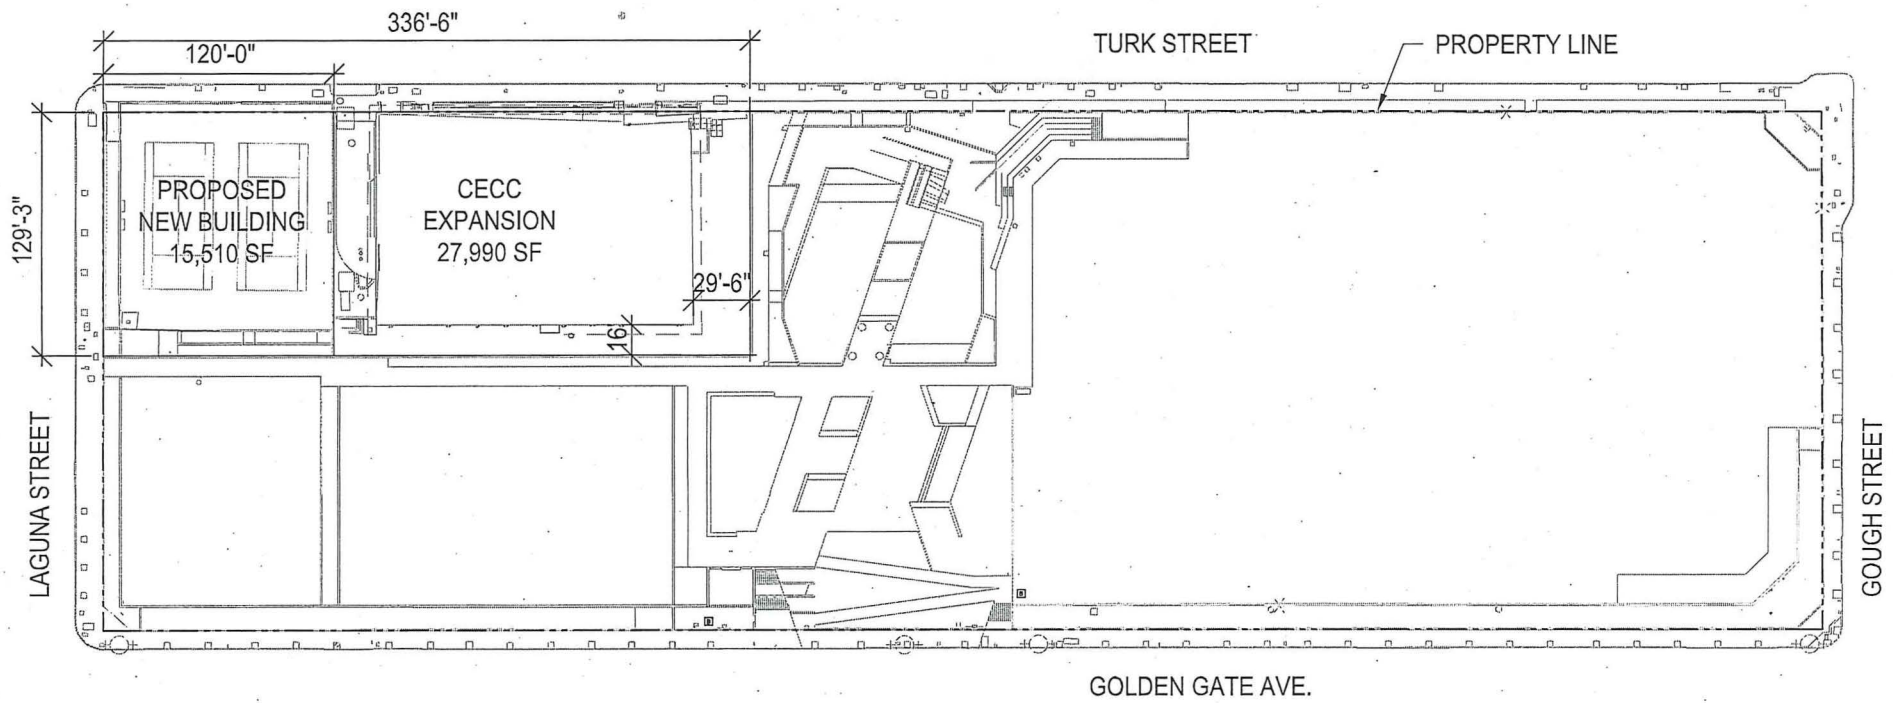 336'-6"
120'-0"
TURK STREET
PROPERTY LINE
129'-3"
PROPOSED
NEW BUILDING
15,510 SF
CECC
EXPANSION
27,990 SF
29'-6"
16'
LAGUNA STREET
GOUGH STREET
GOLDEN GATE AVE.